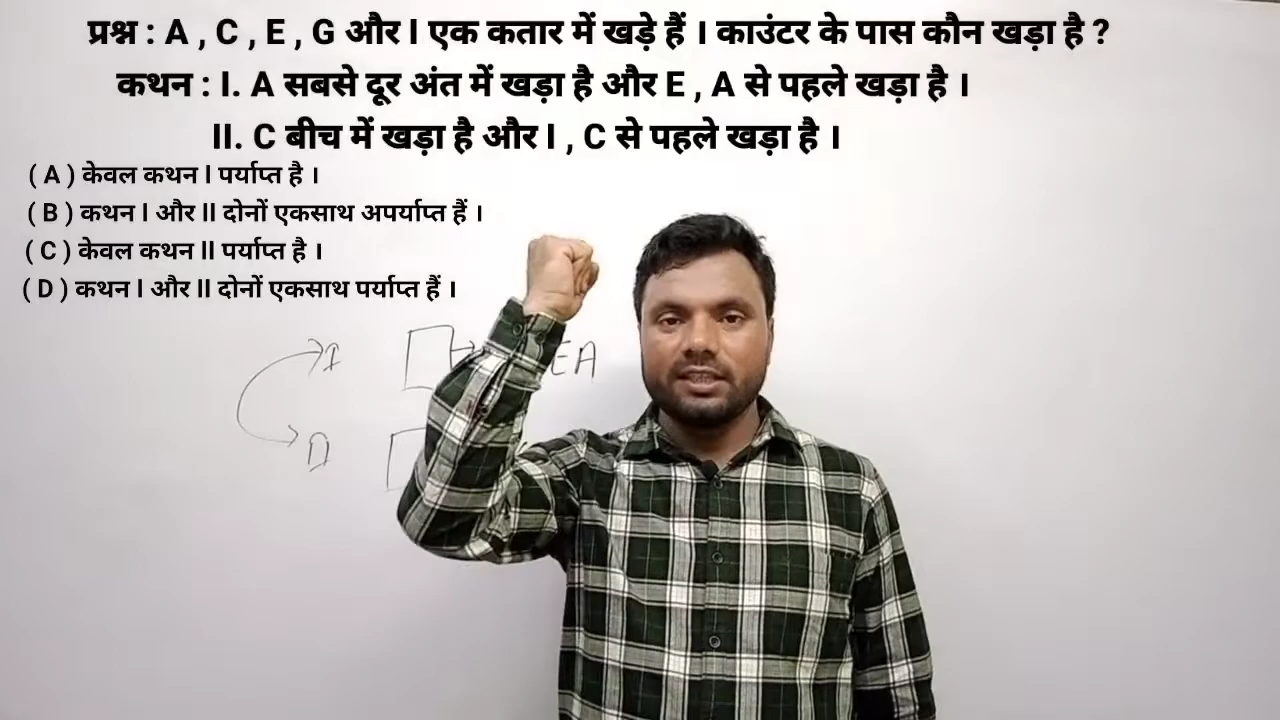 प्रश्न : A , C , E , G और I एक कतार में खड़े हैं । काउंटर के पास कौन खड़ा है ?
कथन : I. A सबसे दूर अंत में खड़ा है और E , A से पहले खड़ा है ।
II. C बीच में खड़ा है और I , C से पहले खड़ा है ।
( A ) केवल कथन I पर्याप्त है ।
( B ) कथन I और II दोनों एकसाथ अपर्याप्त हैं ।
( C ) केवल कथन II पर्याप्त है ।
( D ) कथन I और II दोनों एकसाथ पर्याप्त हैं ।
I EA
II